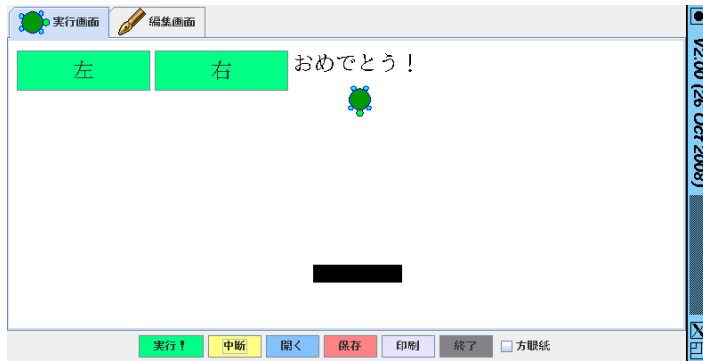 実行画面
編集画面
左
右
おめでとう！
実行！
中断
開く
保存
印刷
終了
方眼紙
V2.00 (26 Oct 2008)